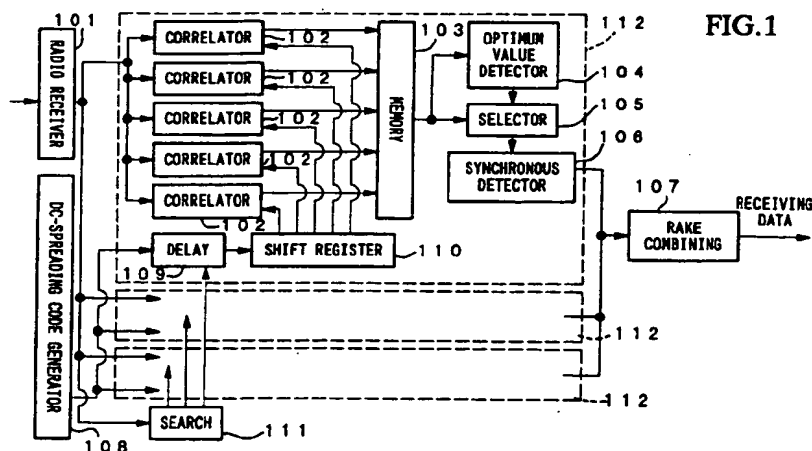 FIG.1
101
RADIO RECEIVER
CORRELATOR
102
CORRELATOR
102
CORRELATOR
102
CORRELATOR
102
CORRELATOR
102
MEMORY
103
OPTIMUM
VALUE
DETECTOR
104
SELECTOR
105
SYNCHRONOUS
DETECTOR
106
112
107
RAKE
COMBINING
RECEIVING
DATA
DELAY
109
SHIFT REGISTER
110
DC-SPREADING CODE GENERATOR
108
112
112
SEARCH
111